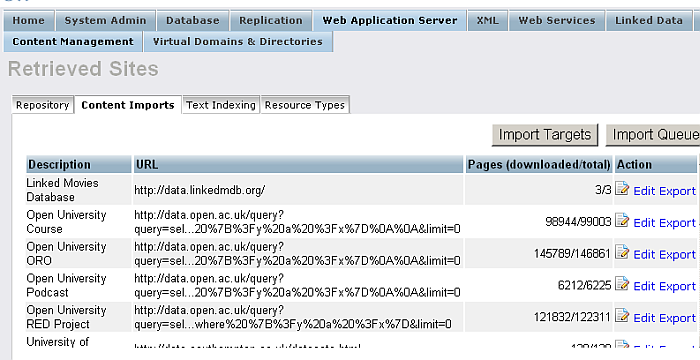 Home System Admin Database Replication Web Application Server XML Web Services Linked Data
Content Management Virtual Domains & Directories
Retrieved Sites
Repository Content Imports Text Indexing Resource Types
Import Targets Import Queue
Description URL Pages (downloaded/total) Action
Linked Movies
Database http://data.linkedmdb.org/ 3/3 Edit Export
Open University
Course
http://data.open.ac.uk/query?
query=sel...20%7B%3Fy%20a%20%3Fx%7D%0A%0A&limit=0
98944/99003 Edit Export
Open University
ORO
http://data.open.ac.uk/query?
query=sel...20%7B%3Fy%20a%20%3Fx%7D%0A%0A&limit=0
145789/146861 Edit Export
Open University
Podcast
http://data.open.ac.uk/query?
query=sel...20%7B%3Fy%20a%20%3Fx%7D%0A%0A&limit=0
6212/6225 Edit Export
Open University
RED Project
http://data.open.ac.uk/query?
query=sel...where%20%7B%3Fy%20a%20%3Fx%7D&limit=0
121832/122311 Edit Export
University of